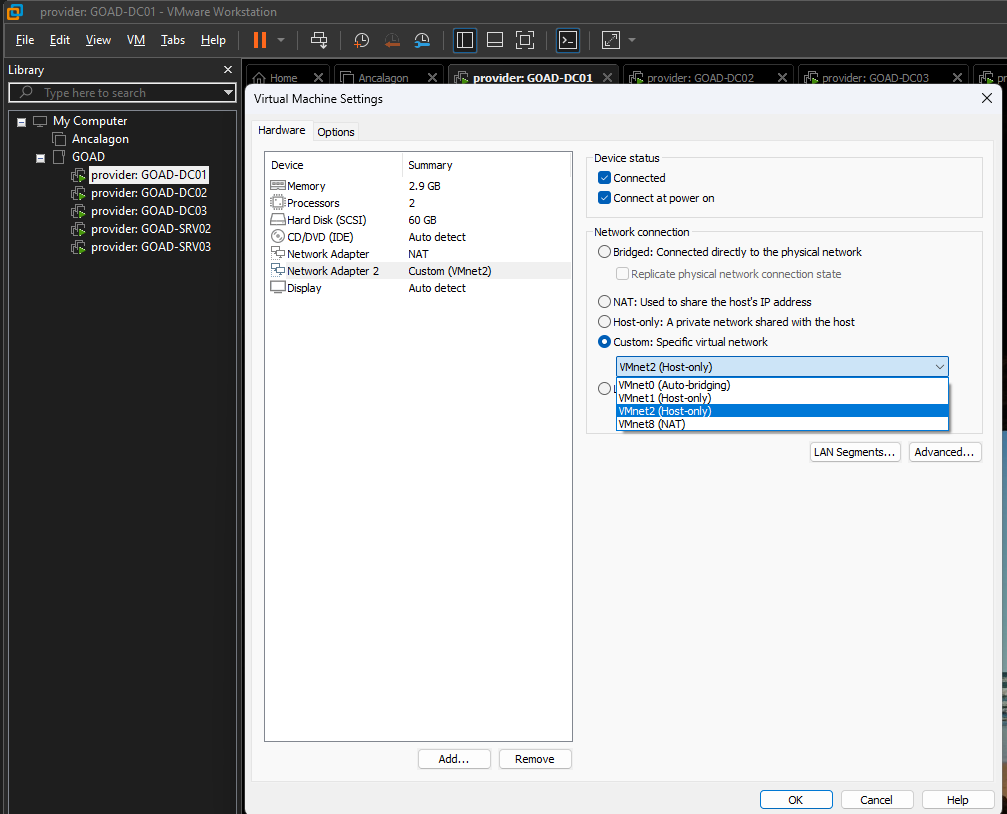 provider: GOAD-DC01 - VMware Workstation
File Edit View VM Tabs Help
Library
Type here to search
My Computer
Ancalagon
GOAD
provider: GOAD-DC01
provider: GOAD-DC02
provider: GOAD-DC03
provider: GOAD-SRV02
provider: GOAD-SRV03
Home Ancalagon provider: GOAD-DC01 provider: GOAD-DC02 provider: GOAD-DC03
Virtual Machine Settings
Hardware Options
Device Summary
Memory 2.9 GB
Processors 2
Hard Disk (SCSI) 60 GB
CD/DVD (IDE) Auto detect
Network Adapter NAT
Network Adapter 2 Custom (VMnet2)
Display Auto detect
Add... Remove
Device status
Connected
Connect at power on
Network connection
Bridged: Connected directly to the physical network
Replicate physical network connection state
NAT: Used to share the host's IP address
Host-only: A private network shared with the host
Custom: Specific virtual network
VMnet2 (Host-only)
VMnet0 (Auto-bridging)
VMnet1 (Host-only)
VMnet2 (Host-only)
VMnet8 (NAT)
LAN Segments... Advanced...
OK Cancel Help